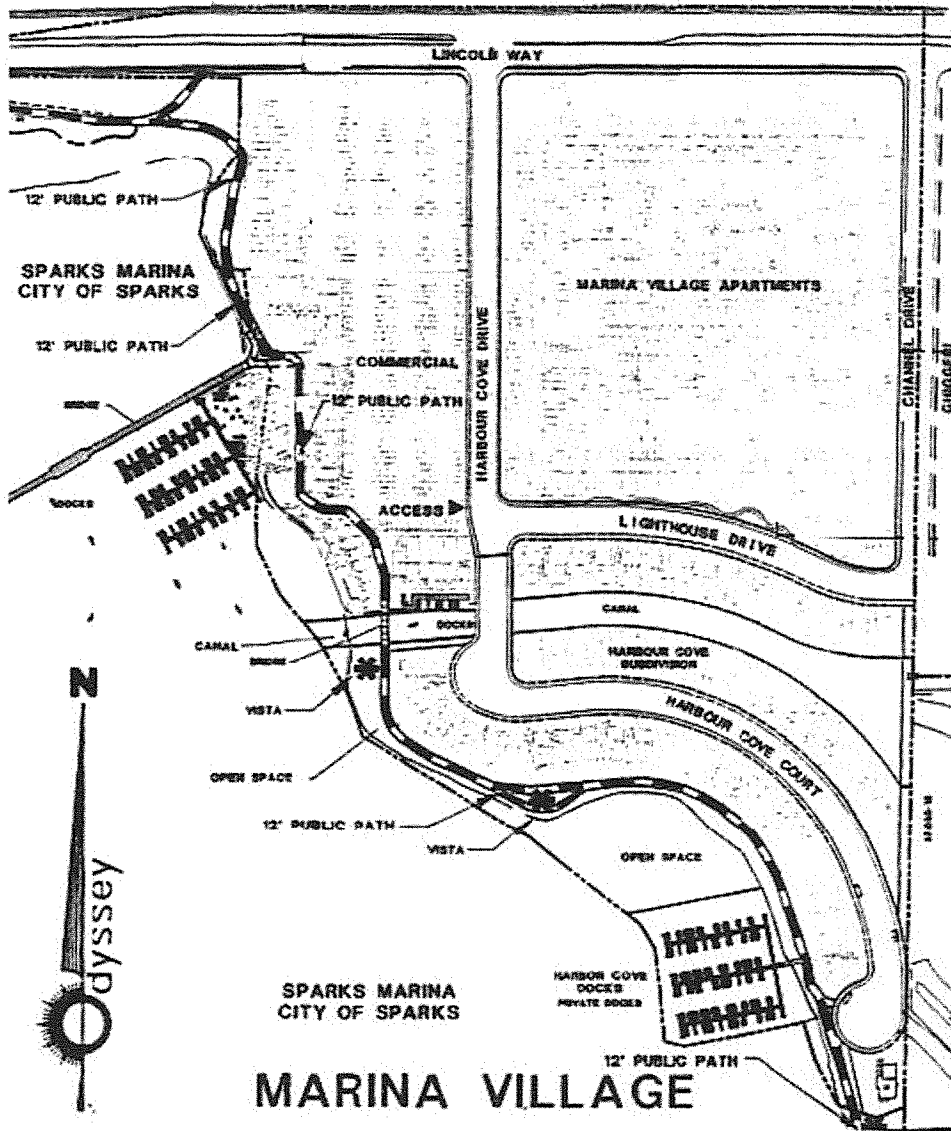 LINCOLN WAY
12' PUBLIC PATH
SPARKS MARINA
CITY OF SPARKS
12' PUBLIC PATH
MARINA VILLAGE APARTMENTS
COMMERCIAL
HARBOUR COVE DRIVE
CHANNEL DRIVE
12' PUBLIC PATH
BRIDGE
DOCKS
ACCESS
LIGHTHOUSE DRIVE
CANAL
DOCKS
CANAL
BRIDGE
HARBOUR COVE
SUBDIVISION
N
VISTA
HARBOUR COVE COURT
OPEN SPACE
12' PUBLIC PATH
VISTA
OPEN SPACE
dyssey
HARBOR COVE
DOCKS
PRIVATE DOCKS
SPARKS MARINA
CITY OF SPARKS
12' PUBLIC PATH
MARINA VILLAGE